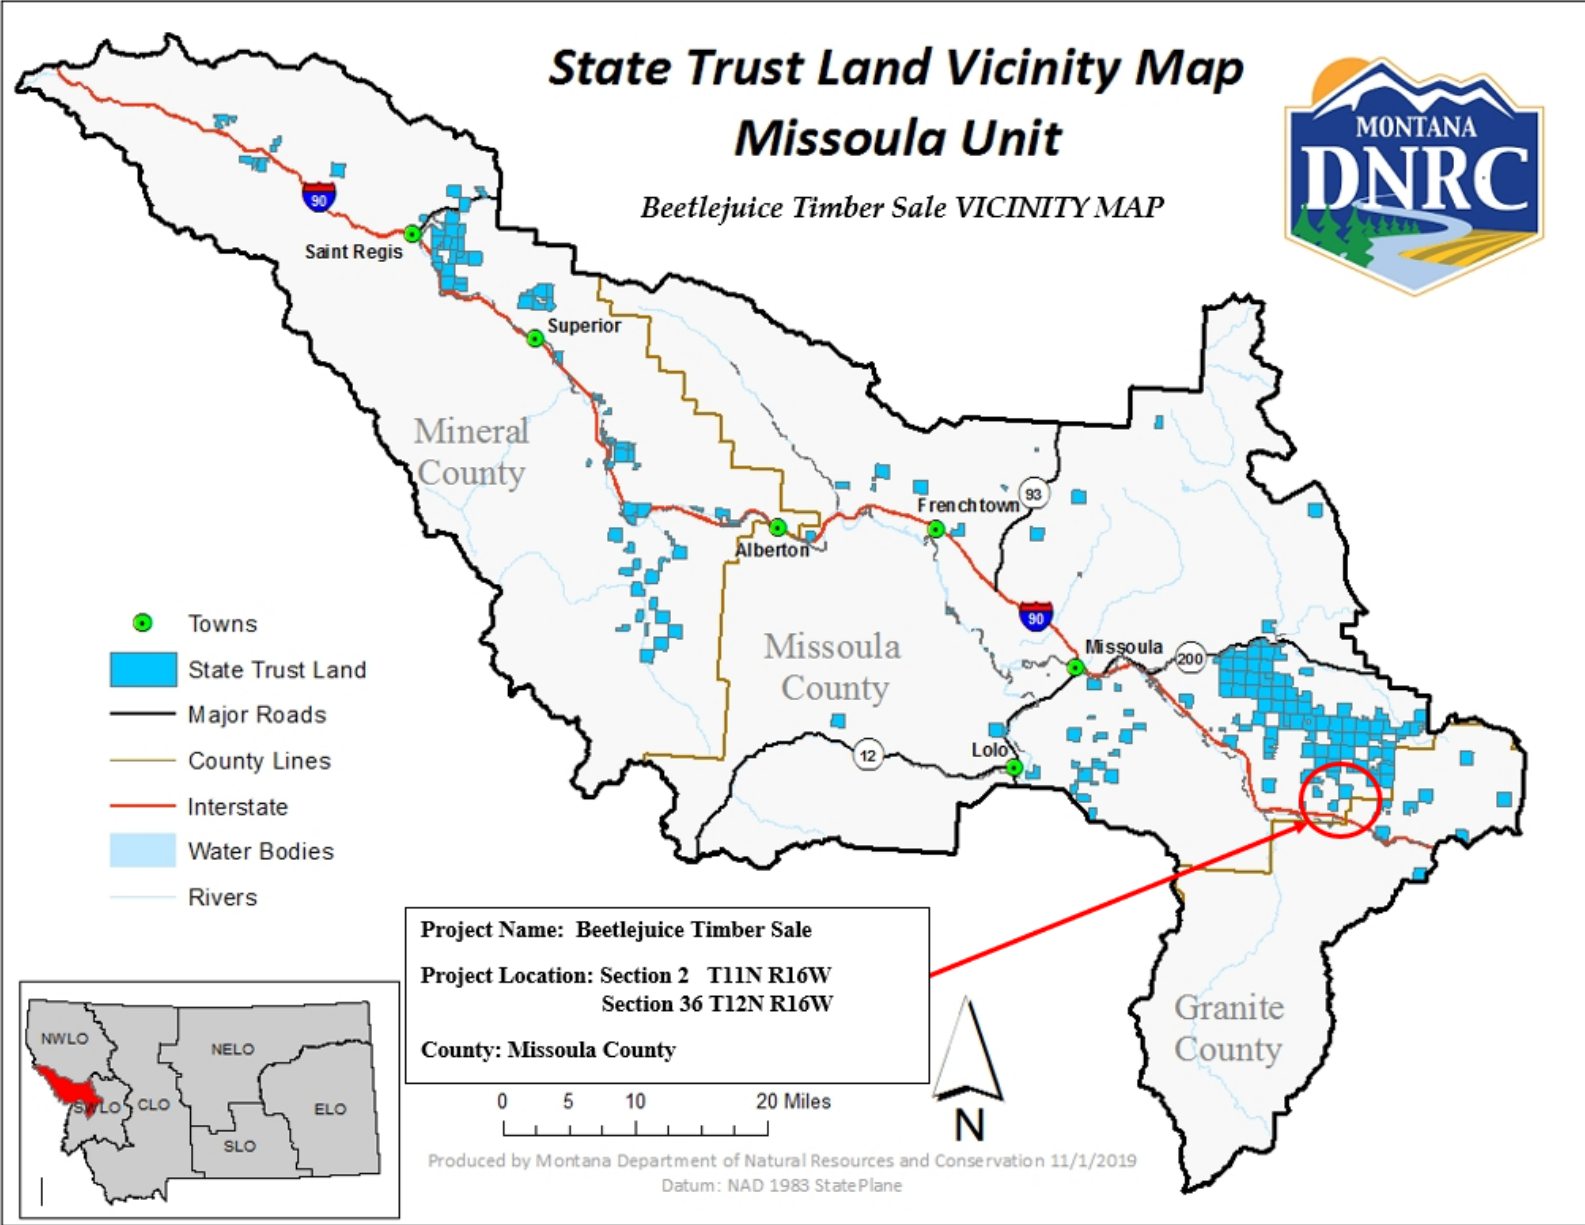 State Trust Land Vicinity Map
Missoula Unit
Beetlejuice Timber Sale VICINITY MAP
MONTANA
DNRC
90
Saint Regis
Superior
Mineral
County
Frenchtown
93
Alberton
90
Missoula
County
Missoula
200
12
Lolo
Towns
State Trust Land
Major Roads
County Lines
Interstate
Water Bodies
Rivers
Project Name: Beetlejuice Timber Sale
Project Location: Section 2 T11N R16W
Section 36 T12N R16W
County: Missoula County
Granite
County
NWLO
NELO
SWLO
CLO
ELO
SLO
0 5 10 20 Miles
N
Produced by Montana Department of Natural Resources and Conservation 11/1/2019
Datum: NAD 1983 StatePlane